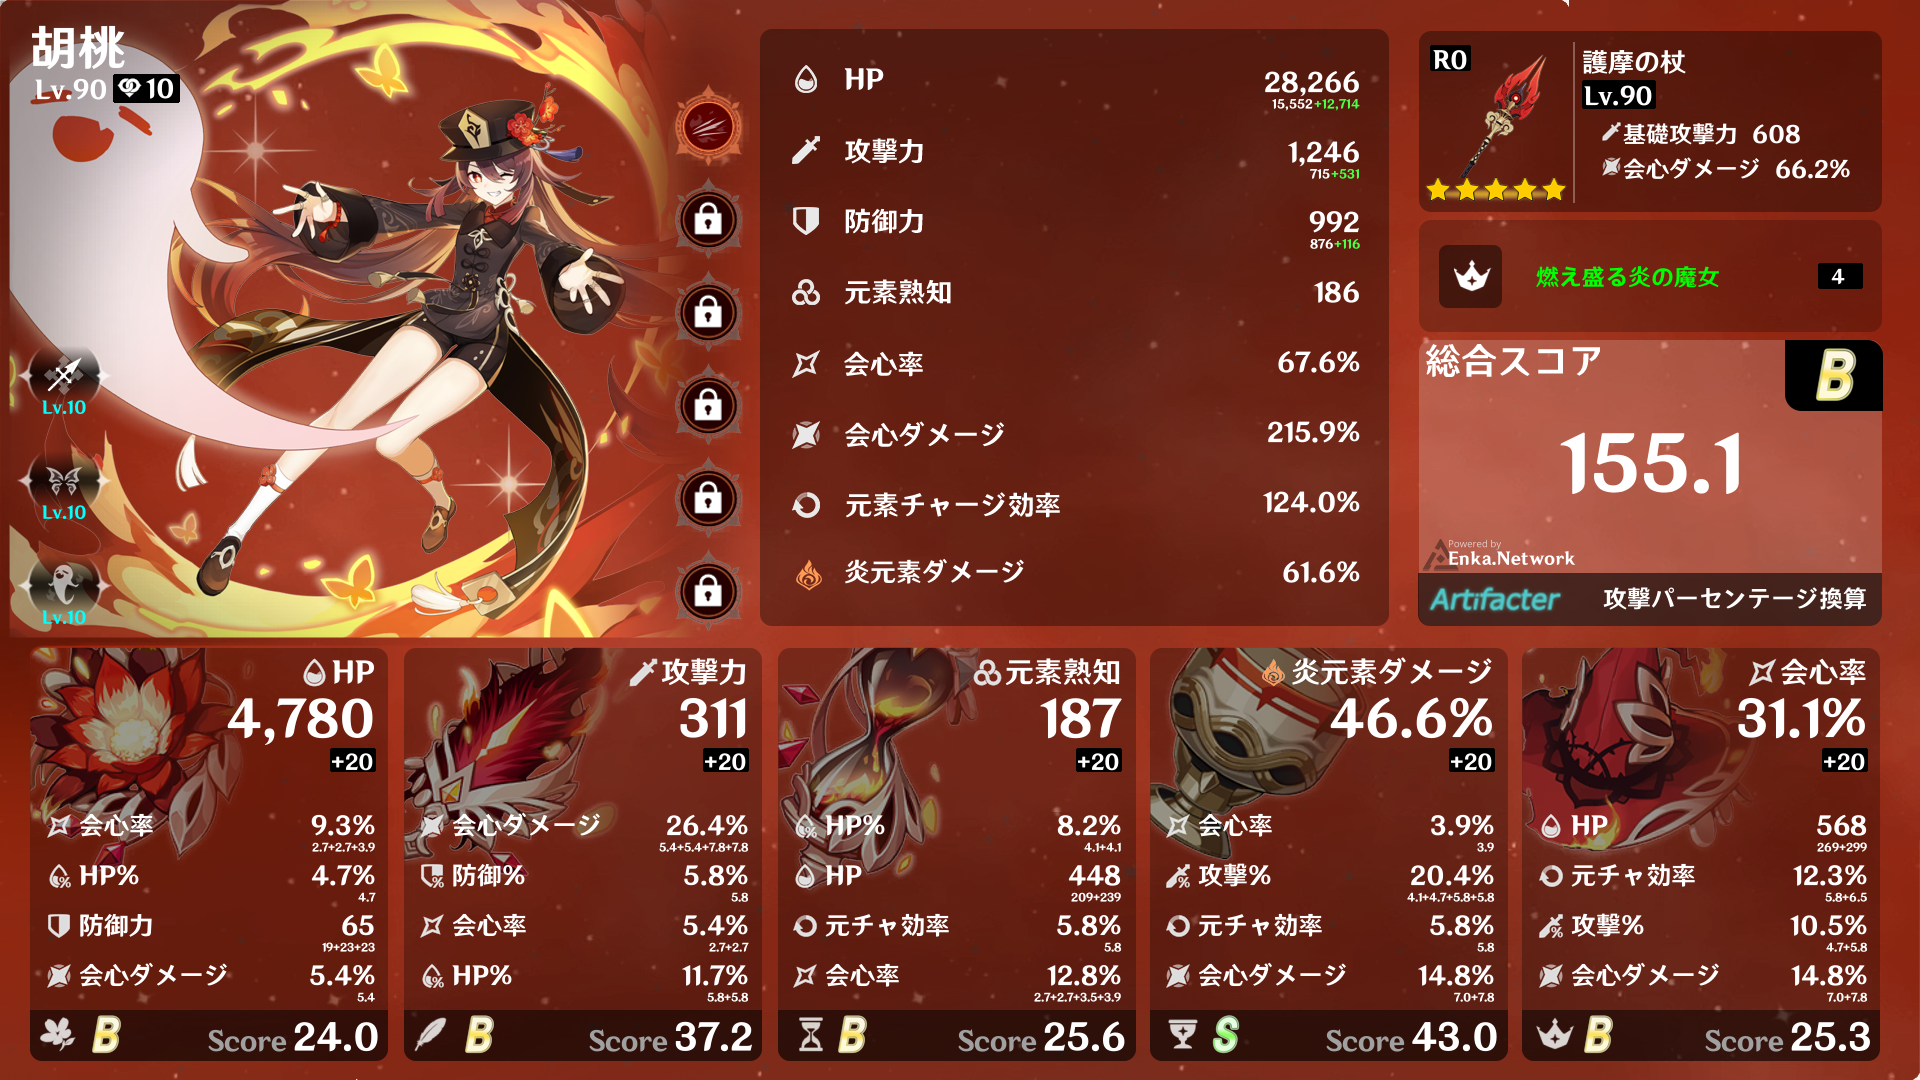 胡桃
Lv.90 10
Lv.10
Lv.10
Lv.10
HP 28,266
15,552+12,714
攻撃力 1,246
715+531
防御力 992
876+116
元素熟知 186
会心率 67.6%
会心ダメージ 215.9%
元素チャージ効率 124.0%
炎元素ダメージ 61.6%
R0
護摩の杖
Lv.90
基礎攻撃力 608
会心ダメージ 66.2%
燃え盛る炎の魔女 4
総合スコア B
155.1
Powered by
Enka.Network
Artifacter 攻撃パーセンテージ換算
HP
4,780
+20
会心率 9.3%
2.7+2.7+3.9
HP% 4.7%
4.7
防御力 65
19+23+23
会心ダメージ 5.4%
5.4
B Score 24.0
攻撃力
311
+20
会心ダメージ 26.4%
5.4+5.4+7.8+7.8
防御% 5.8%
5.8
会心率 5.4%
2.7+2.7
HP% 11.7%
5.8+5.8
B Score 37.2
元素熟知
187
+20
HP% 8.2%
4.1+4.1
HP 448
209+239
元チャ効率 5.8%
5.8
会心率 12.8%
2.7+2.7+3.5+3.9
B Score 25.6
炎元素ダメージ
46.6%
+20
会心率 3.9%
3.9
攻撃% 20.4%
4.1+4.7+5.8+5.8
元チャ効率 5.8%
5.8
会心ダメージ 14.8%
7.0+7.8
S Score 43.0
会心率
31.1%
+20
HP 568
269+299
元チャ効率 12.3%
5.8+6.5
攻撃% 10.5%
4.7+5.8
会心ダメージ 14.8%
7.0+7.8
B Score 25.3